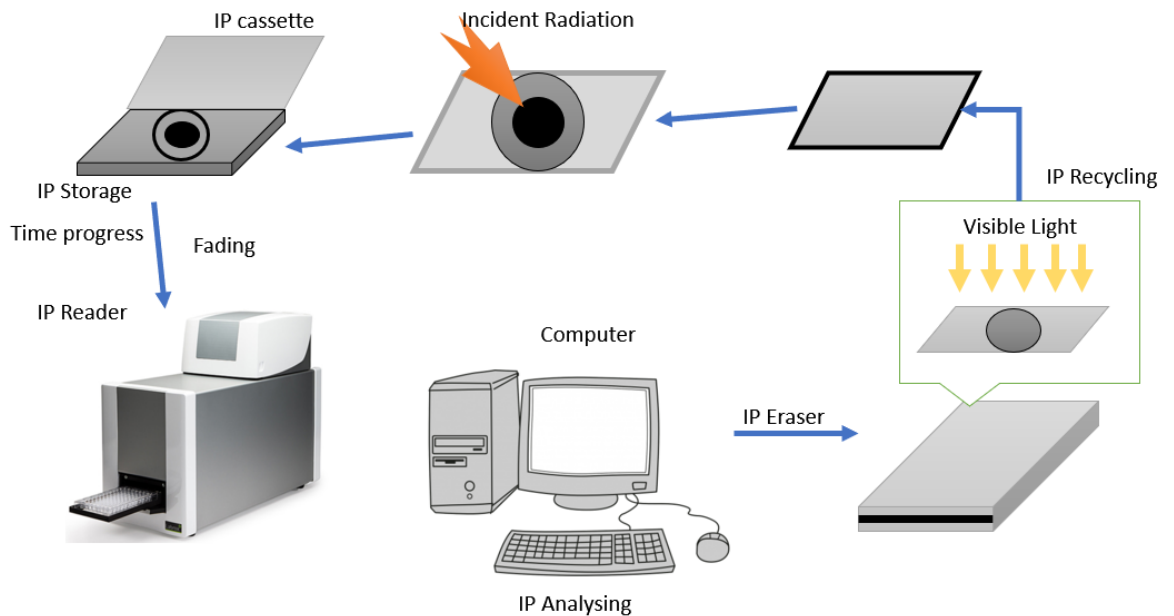 IP cassette
Incident Radiation
IP Recycling
IP Storage
Time progress
Fading
Visible Light
IP Reader
Computer
IP Eraser
IP Analysing